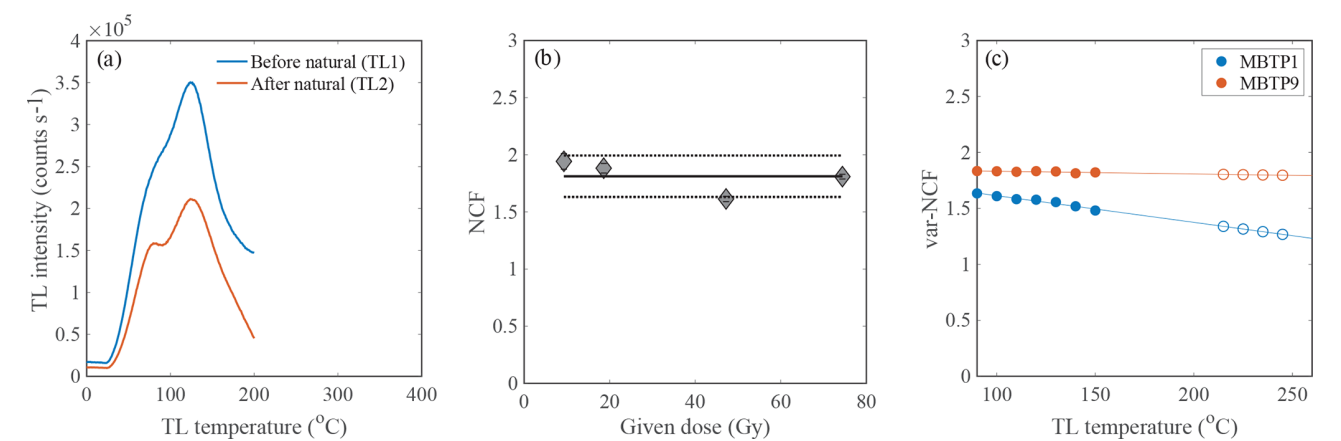 ×10⁵
(a)
Before natural (TL1)
After natural (TL2)
TL intensity (counts s⁻¹)
4
3.5
3
2.5
2
1.5
1
0.5
0
0
100
200
300
400
TL temperature (°C)
(b)
NCF
3
2.5
2
1.5
1
0.5
0
0
20
40
60
80
Given dose (Gy)
(c)
MBTP1
MBTP9
var-NCF
3
2.5
2
1.5
1
0.5
0
100
150
200
250
TL temperature (°C)